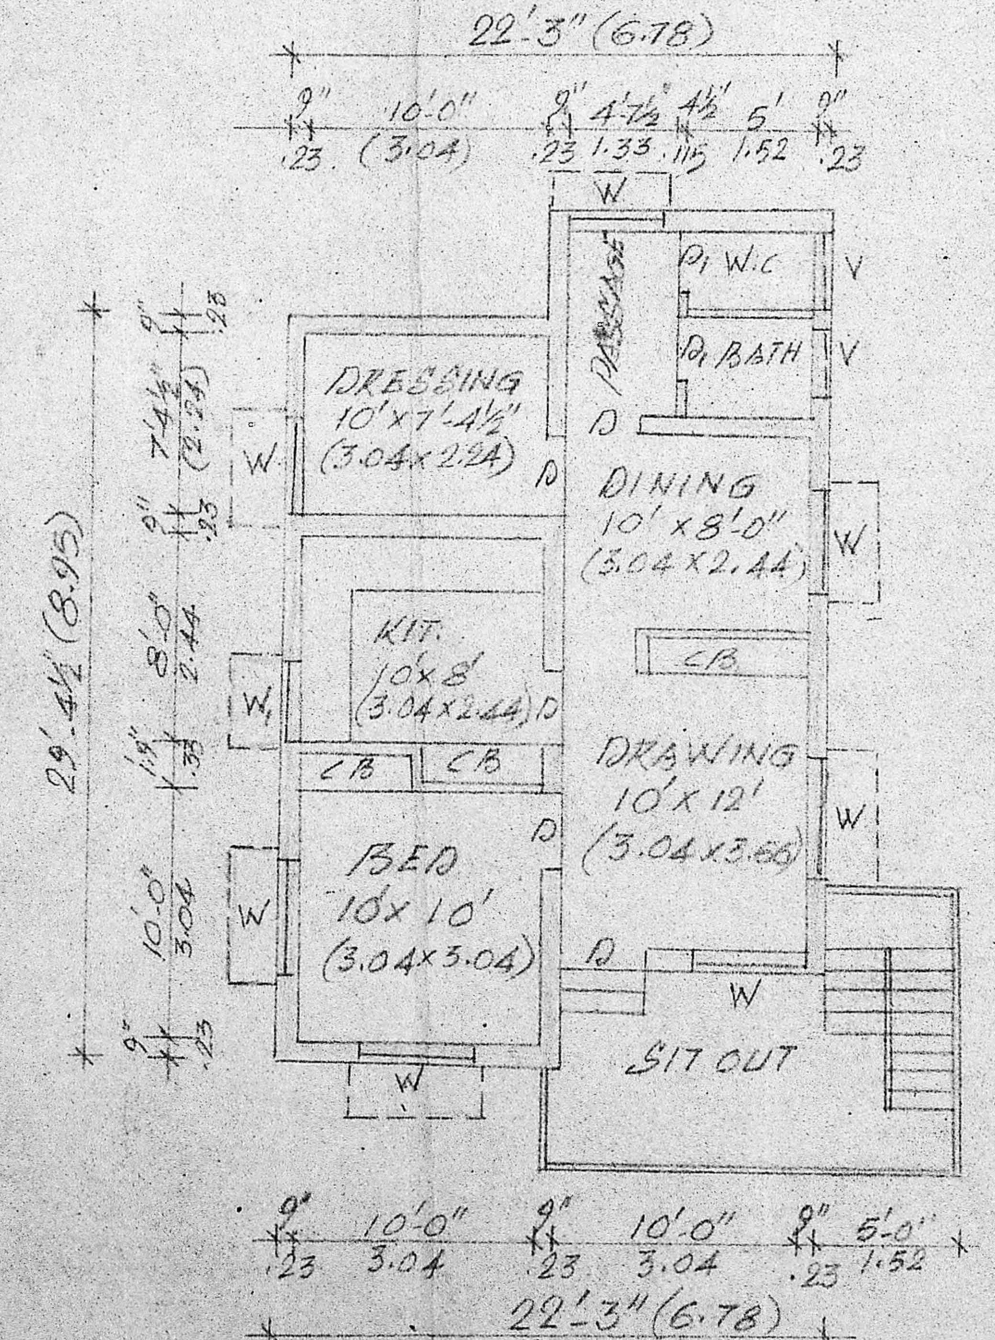 22'-3" (6.78)
9" 10'-0" 9" 4'-7½" 4½" 5' 9"
.23 (3.04) .23 1.33 .115 1.52 .23
W
PASSAGE
D₁ W.C V
D₁ BATH V
D
DRESSING
10'x7'-4½"
(3.04x2.24)
W
D
DINING
10' x 8'-0"
(3.04 x 2.44)
W
KIT.
10'x 8'
(3.04x2.44)
W₁
D
CB
CB
CB
DRAWING
10' x 12'
(3.04 x3.66)
W
D
BED
10'x 10'
(3.04x3.04)
W
D
W
SIT OUT
W
29'-4½" (8.95)
9" 7'4½" 9" 8'-0" 1'.9" 10'-0" 9"
.23 (2.24) .23 2.44 .35 3.04 .23
9" 10'-0" 9" 10'-0" 9" 5'-0"
.23 3.04 .23 3.04 .23 1.52
22'-3" (6.78)